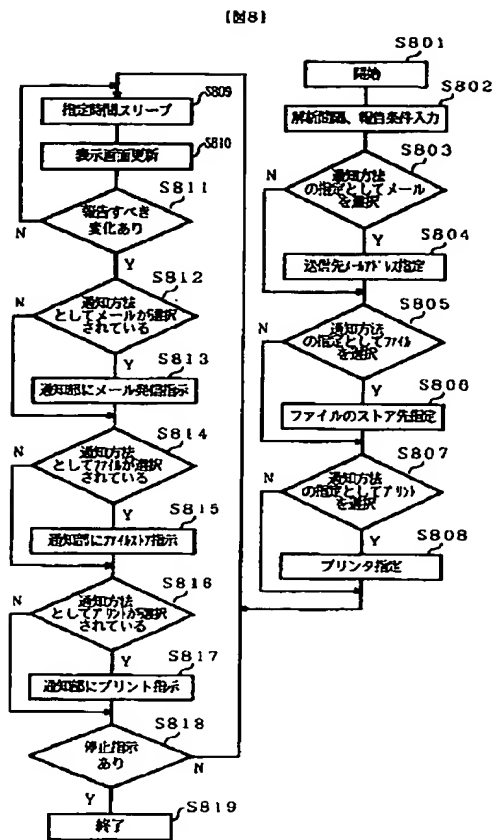 【図8】
S801
開始
S802
解析間隔、報告条件入力
S803
通知方法
の指定としてメール
を選択
N
Y
S804
送信先メールアドレス指定
S805
通知方法
の指定としてファイル
を選択
N
Y
S806
ファイルのストア先指定
S807
通知方法
の指定としてプリント
を選択
N
Y
S808
プリンタ指定
S809
指定時間スリープ
S810
表示画面更新
S811
報告すべき
変化あり
N
Y
S812
通知方法
としてメールが選択
されている
N
Y
S813
通知部にメール発信指示
S814
通知方法
としてファイルが選択
されている
N
Y
S815
通知部にファイルストア指示
S816
通知方法
としてプリントが選択
されている
N
Y
S817
通知部にプリント指示
S818
停止指示
あり
N
Y
S819
終了